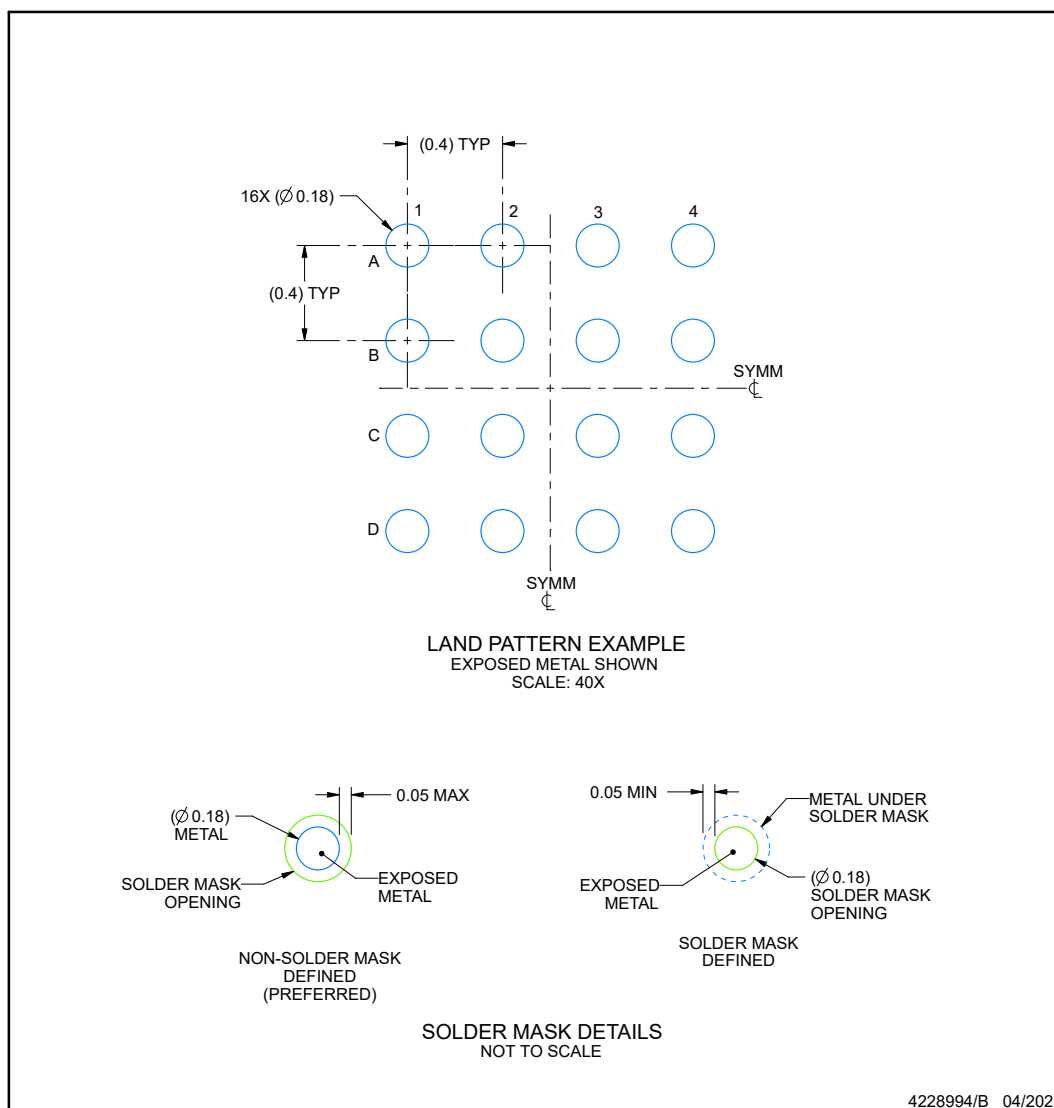 (0.4) TYP
16X (∅ 0.18)
1
2
3
4
A
(0.4) TYP
B
SYMM
℄
C
D
SYMM
℄
LAND PATTERN EXAMPLE
EXPOSED METAL SHOWN
SCALE: 40X
0.05 MAX
(∅ 0.18)
METAL
SOLDER MASK
OPENING
EXPOSED
METAL
NON-SOLDER MASK
DEFINED
(PREFERRED)
0.05 MIN
METAL UNDER
SOLDER MASK
EXPOSED
METAL
(∅ 0.18)
SOLDER MASK
OPENING
SOLDER MASK
DEFINED
SOLDER MASK DETAILS
NOT TO SCALE
4228994/B 04/202